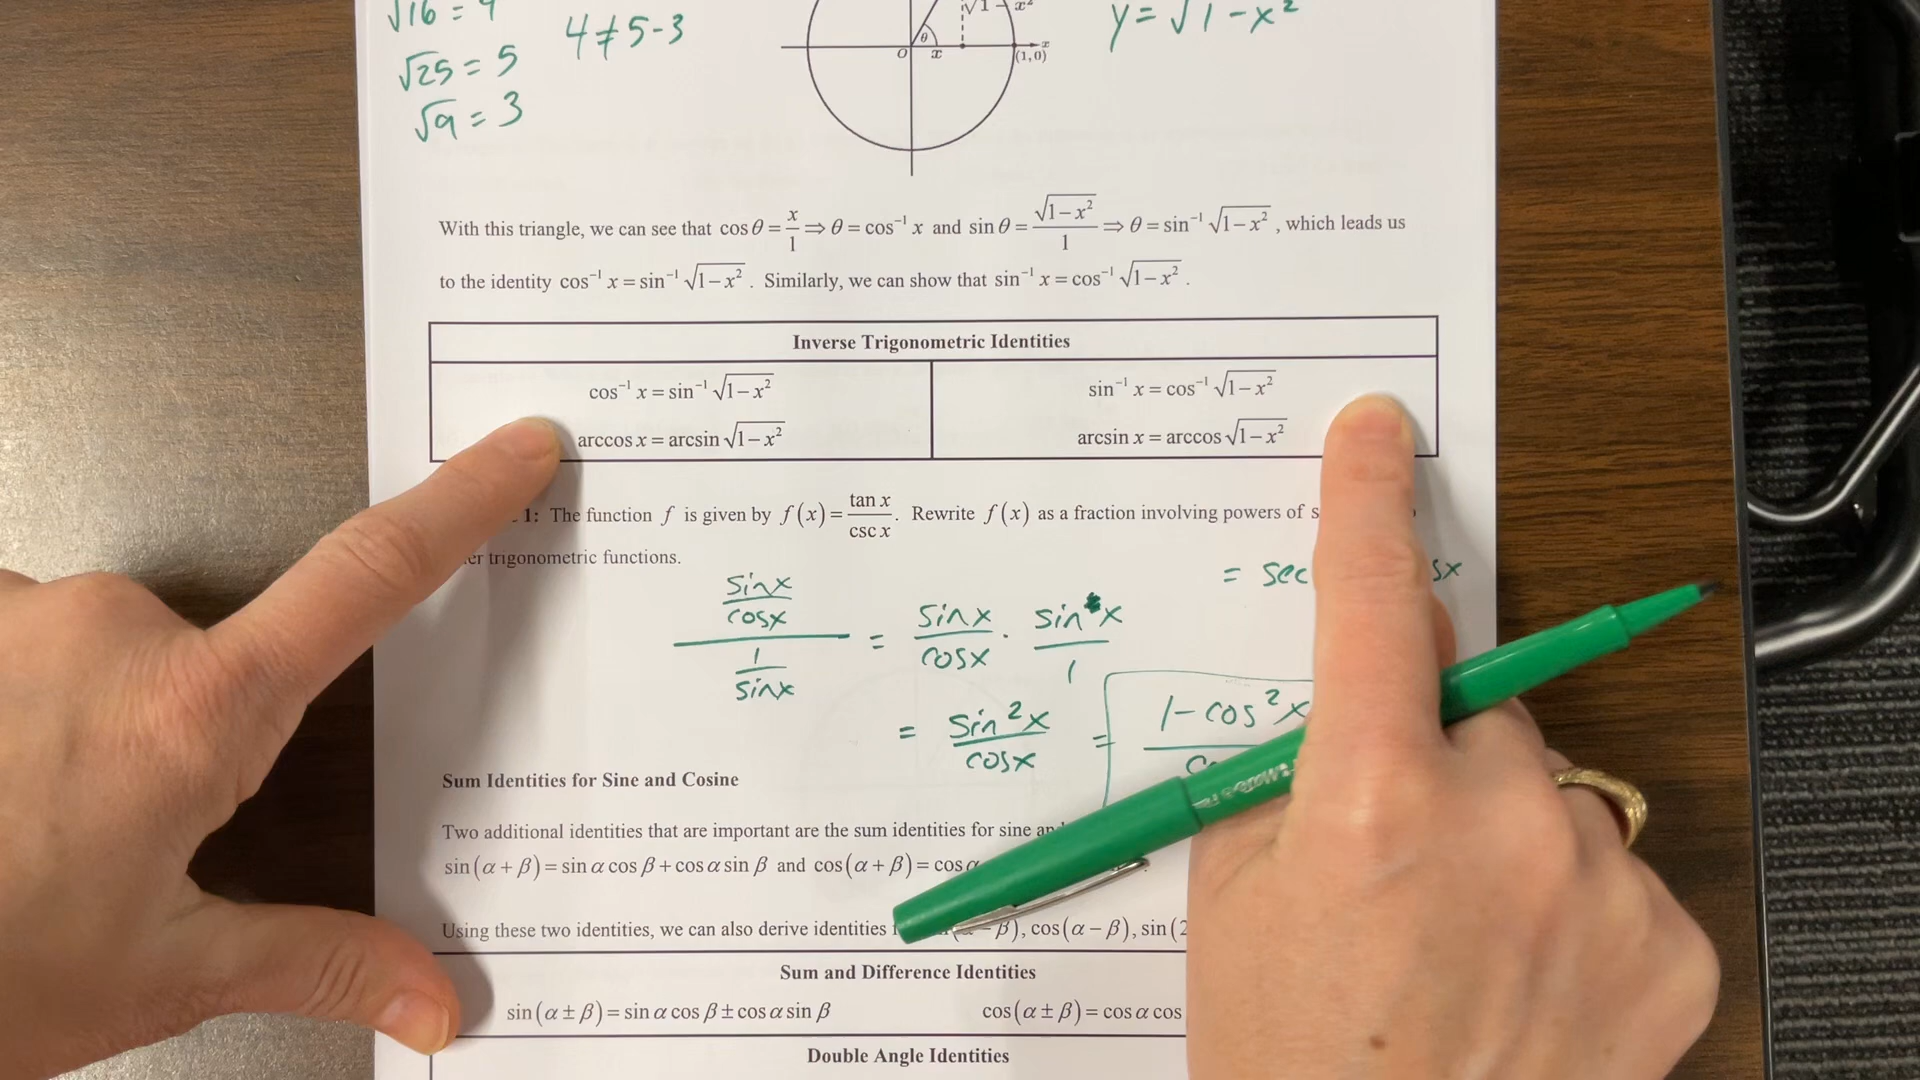 √16 = 4
4 ≠ 5-3
√25 = 5
√9 = 3
√1 − x²
θ
O
x
x
(1,0)
y = √1-x²
With this triangle, we can see that cos θ = x/1 ⇒ θ = cos⁻¹ x and sin θ = √1−x²/1 ⇒ θ = sin⁻¹ √1−x² , which leads us
to the identity cos⁻¹ x = sin⁻¹ √1−x² . Similarly, we can show that sin⁻¹ x = cos⁻¹ √1−x² .
Inverse Trigonometric Identities
cos⁻¹ x = sin⁻¹ √1−x²
sin⁻¹ x = cos⁻¹ √1−x²
arccos x = arcsin √1−x²
arcsin x = arccos √1−x²
1: The function f is given by f(x) = tan x/csc x. Rewrite f(x) as a fraction involving powers of
trigonometric functions.
= sec
sinx/cosx / 1/sinx = sinx/cosx · sin x/1
= sin²x/cosx = 1-cos²x
Sum Identities for Sine and Cosine
Two additional identities that are important are the sum identities for sine
sin(α + β) = sin α cos β + cos α sin β and cos(α + β) = cos α
Using these two identities, we can also derive identities β), cos(α − β), sin(2
Sum and Difference Identities
sin(α ± β) = sin α cos β ± cos α sin β
cos(α ± β) = cos α cos
Double Angle Identities